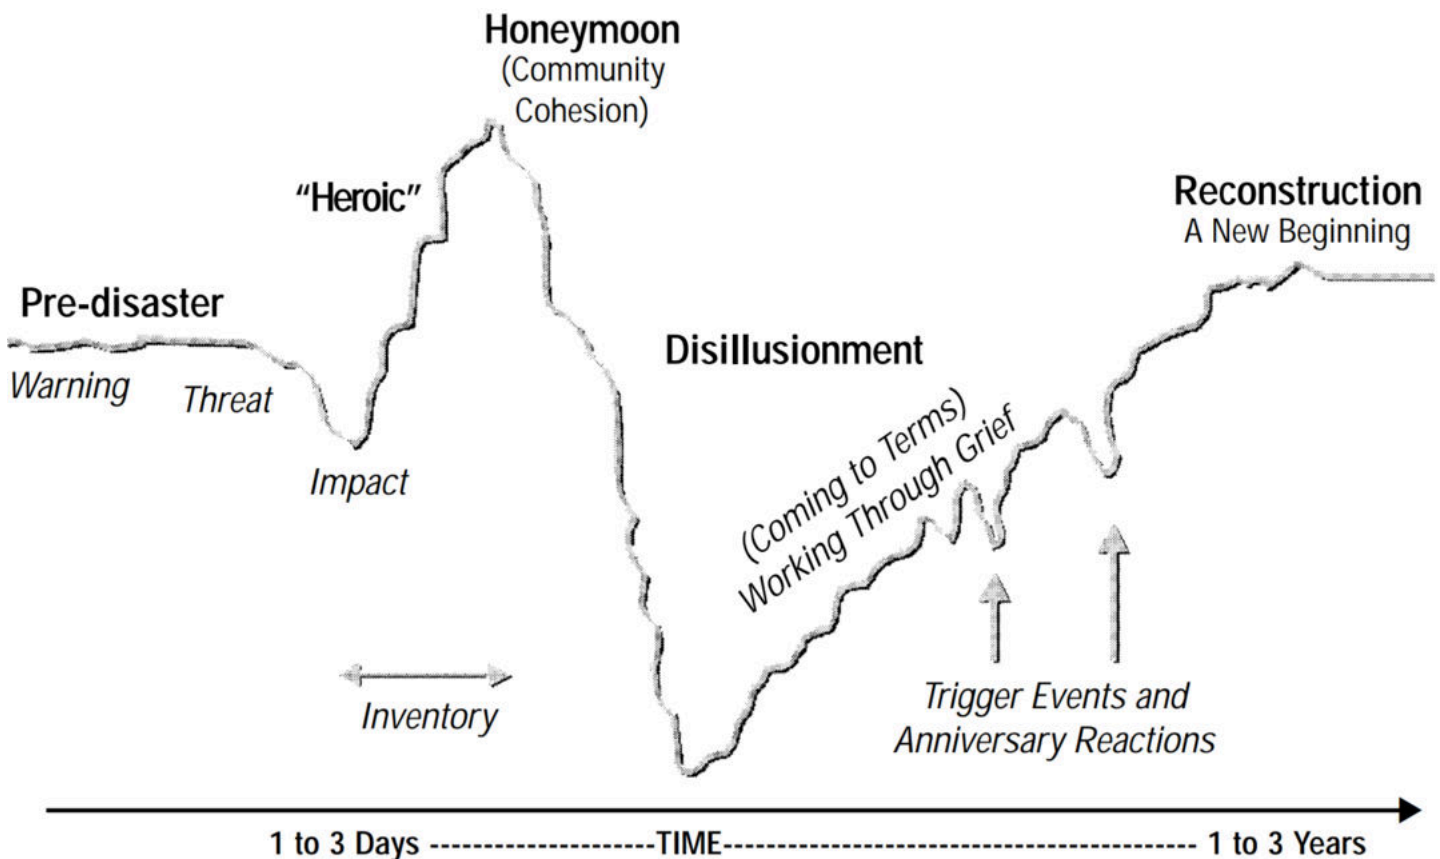 Honeymoon
(Community
Cohesion)
“Heroic”
Reconstruction
A New Beginning
Pre-disaster
Warning
Threat
Impact
Disillusionment
(Coming to Terms)
Working Through Grief
Inventory
Trigger Events and
Anniversary Reactions
1 to 3 Days --------------------TIME------------------------------------------ 1 to 3 Years